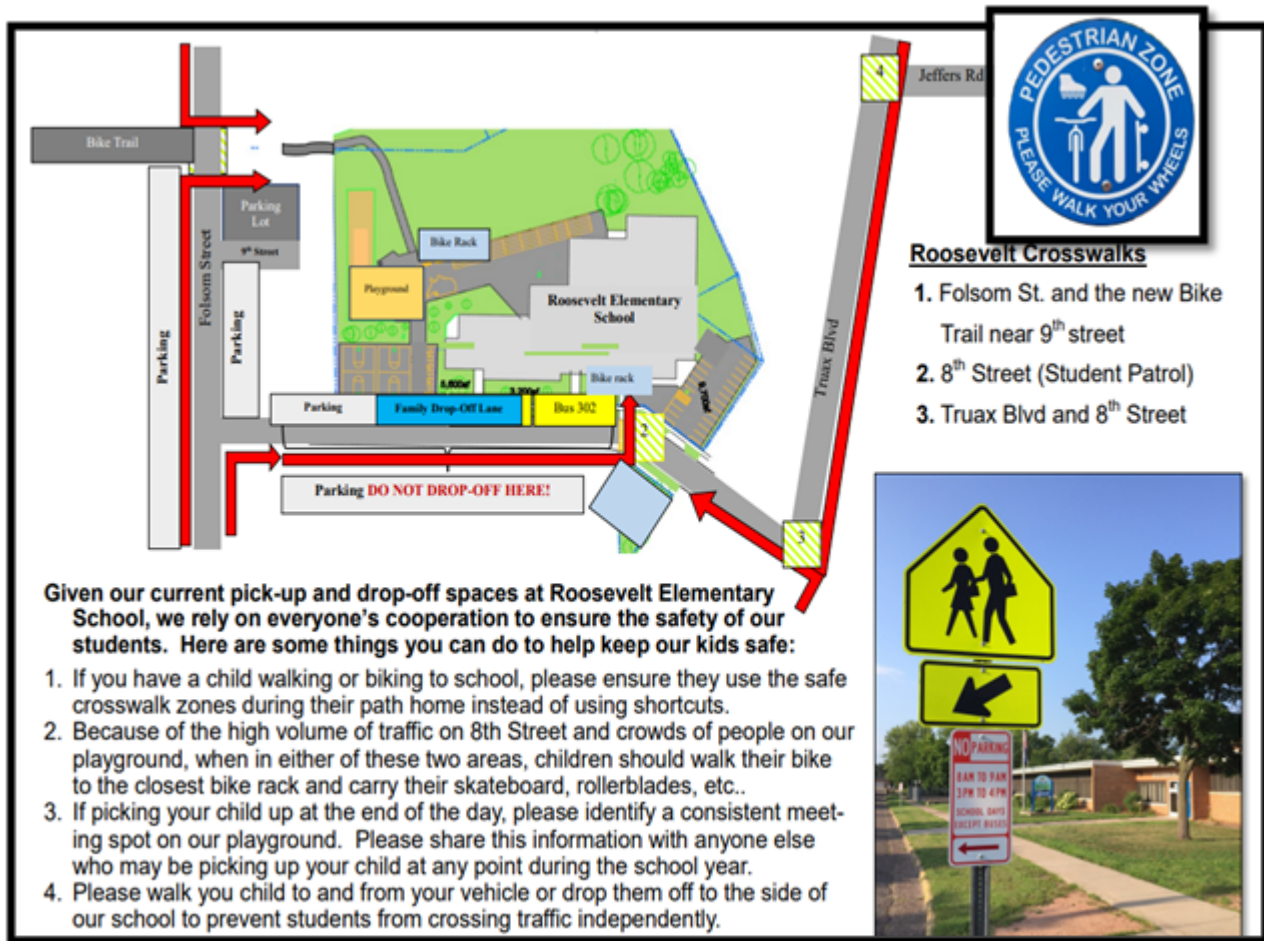 Bike Trail
Parking
Lot
9th Street
Folsom Street
Parking
Parking
Bike Rack
Playground
Roosevelt Elementary
School
Bike rack
Parking
Family Drop-Off Lane
Bus 302
2
Parking DO NOT DROP-OFF HERE!
3
Truax Blvd
4
Jeffers Rd
PEDESTRIAN ZONE
PLEASE WALK YOUR WHEELS
Roosevelt Crosswalks
1. Folsom St. and the new Bike
Trail near 9th street
2. 8th Street (Student Patrol)
3. Truax Blvd and 8th Street
Given our current pick-up and drop-off spaces at Roosevelt Elementary
School, we rely on everyone's cooperation to ensure the safety of our
students. Here are some things you can do to help keep our kids safe:
1. If you have a child walking or biking to school, please ensure they use the safe
crosswalk zones during their path home instead of using shortcuts.
2. Because of the high volume of traffic on 8th Street and crowds of people on our
playground, when in either of these two areas, children should walk their bike
to the closest bike rack and carry their skateboard, rollerblades, etc..
3. If picking your child up at the end of the day, please identify a consistent meet-
ing spot on our playground. Please share this information with anyone else
who may be picking up your child at any point during the school year.
4. Please walk you child to and from your vehicle or drop them off to the side of
our school to prevent students from crossing traffic independently.
NO PARKING
8AM TO 9AM
3PM TO 4PM
SCHOOL DAYS
EXCEPT BUSES